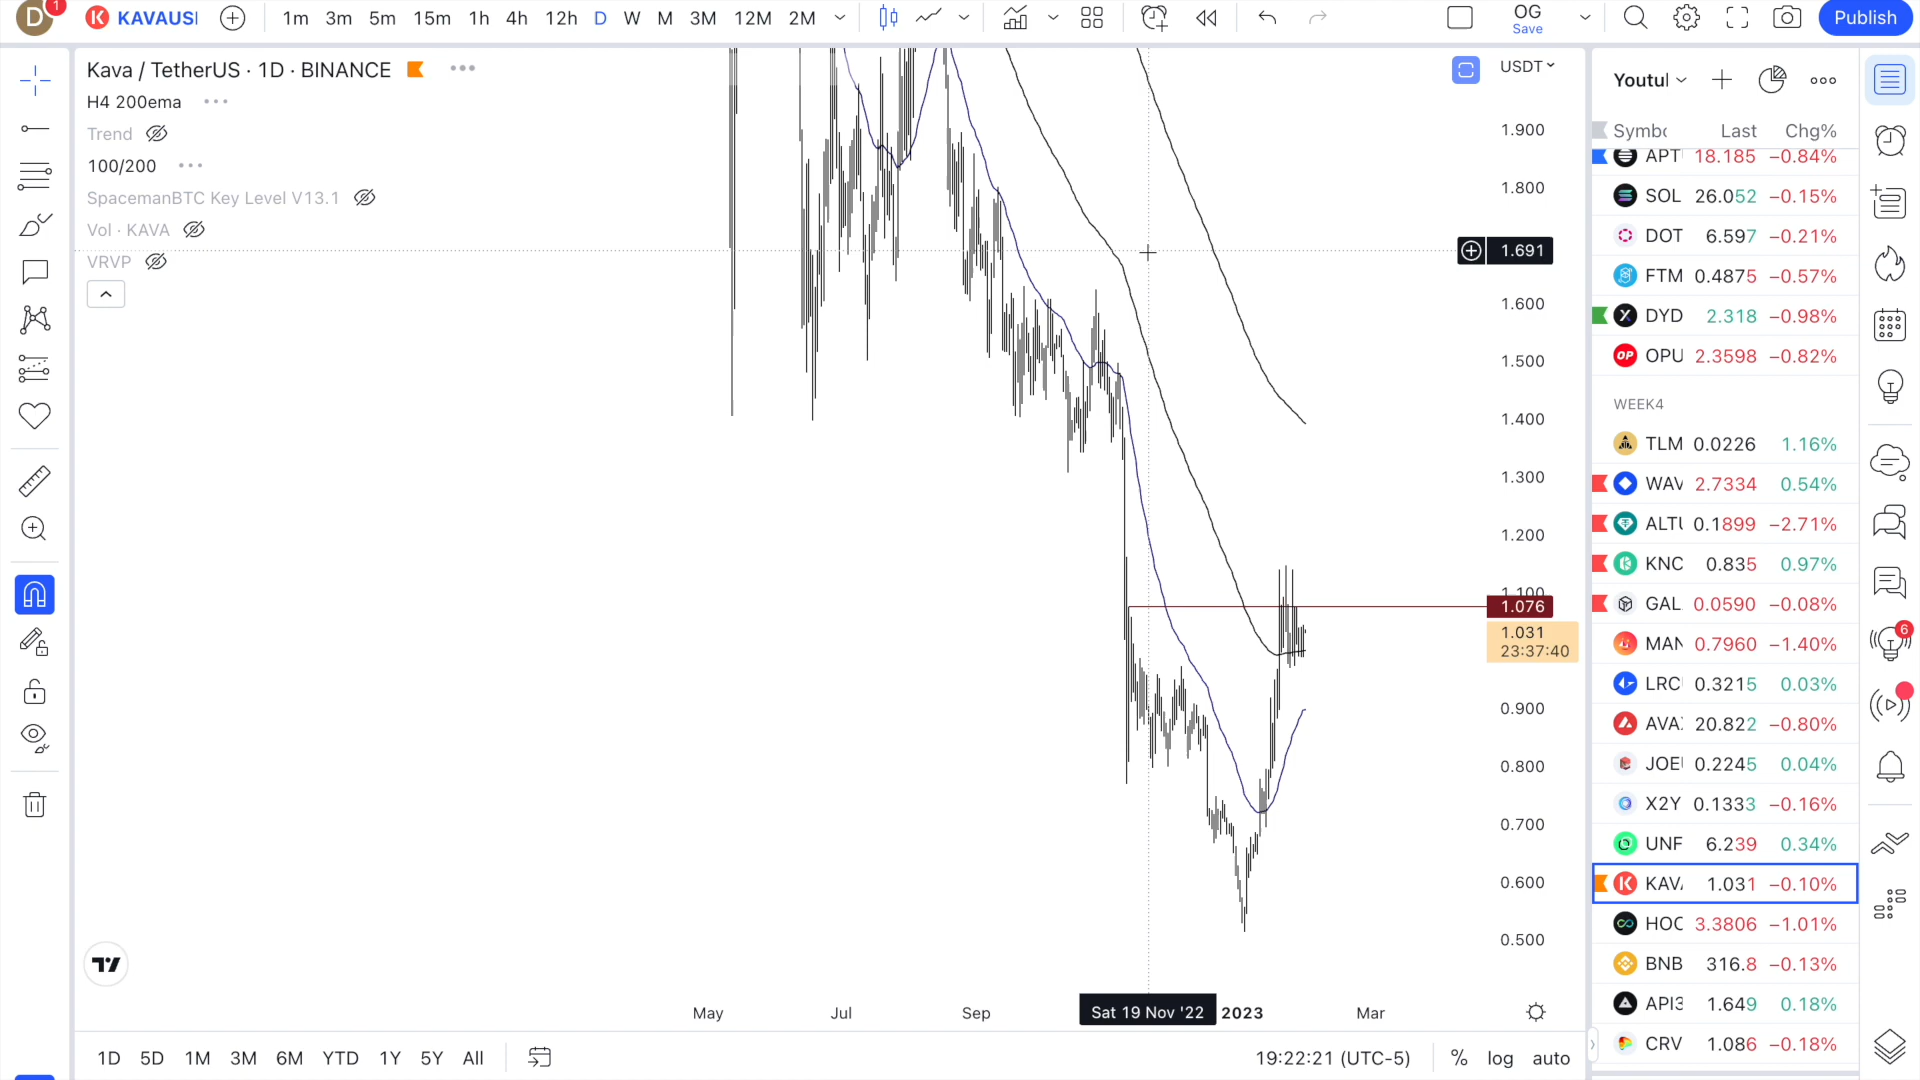 D 1 KAVAUSI 1m 3m 5m 15m 1h 4h 12h D W M 3M 12M 2M OG Save Publish
Kava / TetherUS · 1D · BINANCE
H4 200ema
Trend
100/200
SpacemanBTC Key Level V13.1
Vol · KAVA
VRVP
USDT
1.900
1.800
1.691
1.600
1.500
1.400
1.300
1.200
1.100
1.076
1.031
23:37:40
0.900
0.800
0.700
0.600
0.500
May Jul Sep Sat 19 Nov '22 2023 Mar
1D 5D 1M 3M 6M YTD 1Y 5Y All 19:22:21 (UTC-5) % log auto
Youtul
Symbo Last Chg%
APT 18.185 −0.84%
SOL 26.052 −0.15%
DOT 6.597 −0.21%
FTM 0.4875 −0.57%
DYD 2.318 −0.98%
OP OPU 2.3598 −0.82%
WEEK4
TLM 0.0226 1.16%
WAV 2.7334 0.54%
ALTU 0.1899 −2.71%
KNC 0.835 0.97%
GAL 0.0590 −0.08%
MAN 0.7960 −1.40%
LRC 0.3215 0.03%
AVA 20.822 −0.80%
JOE 0.2245 0.04%
X2Y 0.1333 −0.16%
UNF 6.239 0.34%
KAV 1.031 −0.10%
HOO 3.3806 −1.01%
BNB 316.8 −0.13%
API3 1.649 0.18%
CRV 1.086 −0.18%
6